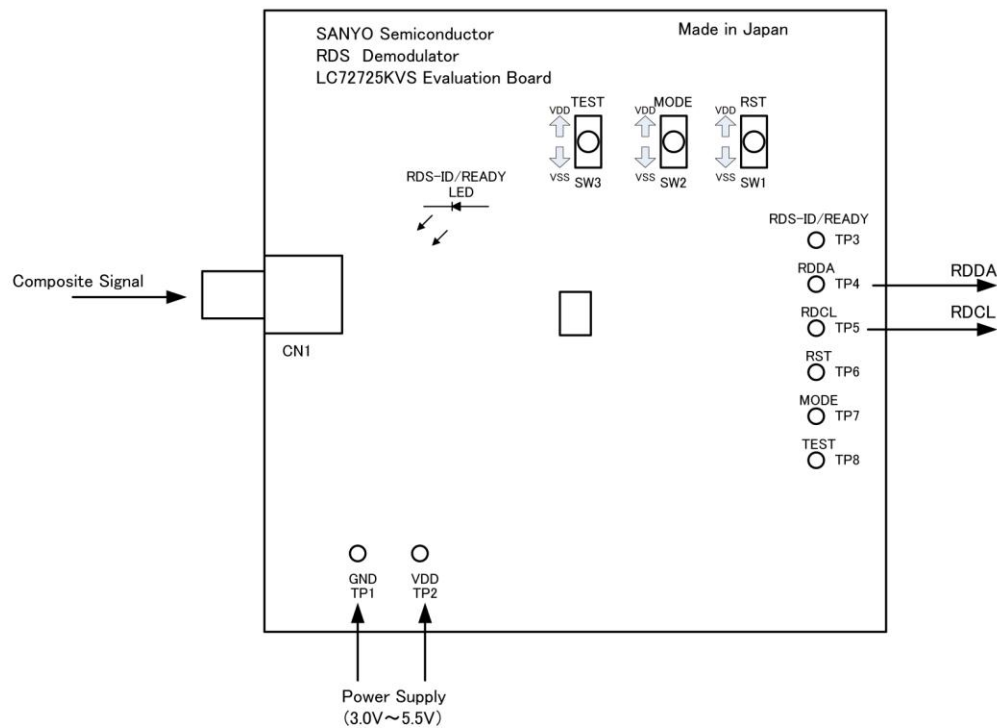 SANYO Semiconductor
RDS Demodulator
LC72725KVS Evaluation Board
Made in Japan
TEST
MODE
RST
VDD
VDD
VDD
VSS
VSS
VSS
SW3
SW2
SW1
RDS-ID/READY
LED
RDS-ID/READY
TP3
RDDA
TP4
RDDA
RDCL
TP5
RDCL
RST
TP6
MODE
TP7
TEST
TP8
Composite Signal
CN1
GND
TP1
VDD
TP2
Power Supply
(3.0V～5.5V)